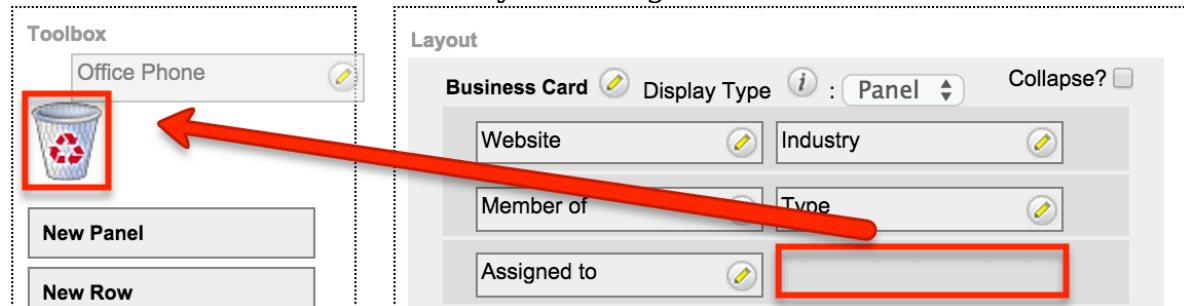 Toolbox
Office Phone
New Panel
New Row
Layout
Business Card Display Type i : Panel Collapse?
Website Industry
Member of Type
Assigned to